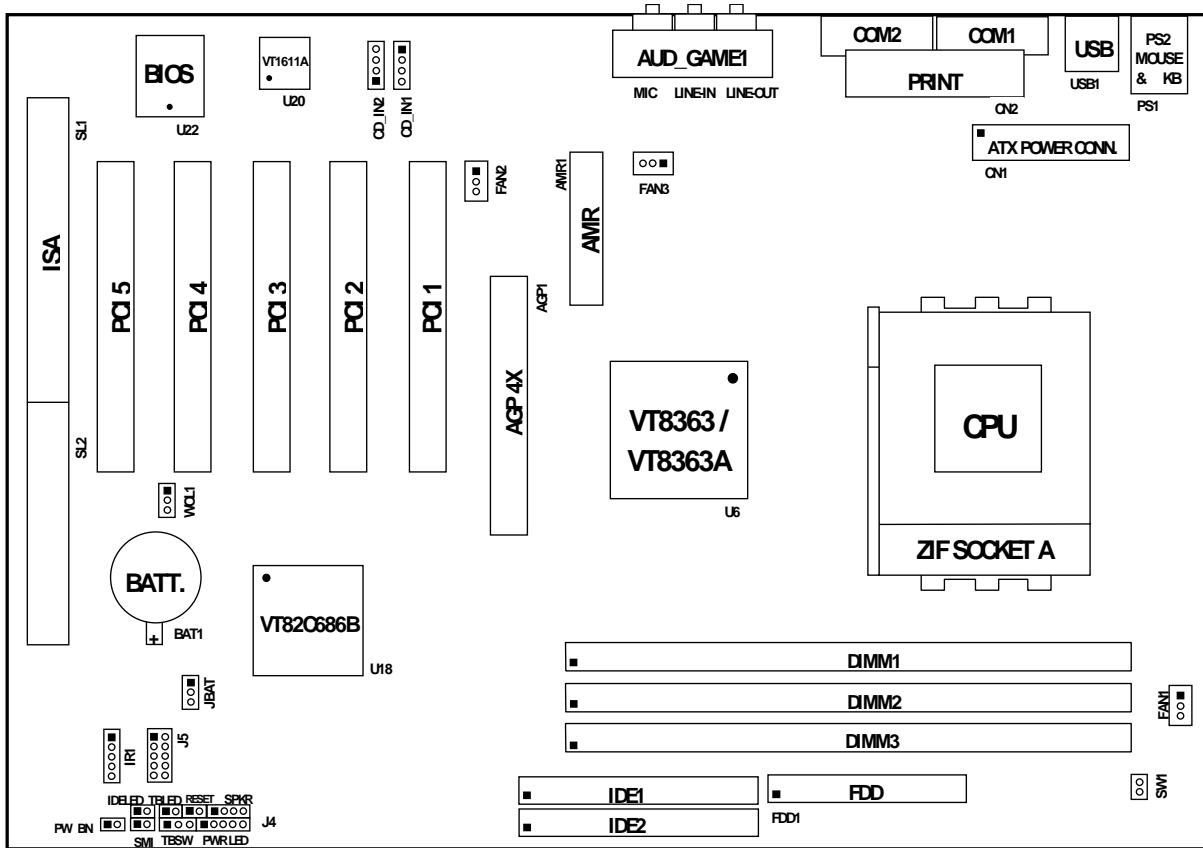 COM2
COM1
USB
PS2
MOUSE
& KB
BIOS
VT1611A
AUD_GAME1
PRINT
MIC LINE-IN LINE-OUT
USB1
PS1
U22
U20
CD_IN2
CD_IN1
CN2
ATX POWER CONN.
CN1
SL1
FAN2
AMR1
FAN3
AMR
ISA
PCI 5
PCI 4
PCI 3
PCI 2
PCI 1
AGP1
AGP 4X
VT8363 /
VT8363A
U6
CPU
ZIF SOCKET A
SL2
WOL1
BATT.
BAT1
VT82C686B
U18
JBAT
DIMM1
DIMM2
DIMM3
FAN1
IR1
J5
IDE1
IDE2
FDD
FDD1
SW1
IDELED TBLED RESET SPKR
J4
PW BN
SMI TBSW PWRLED